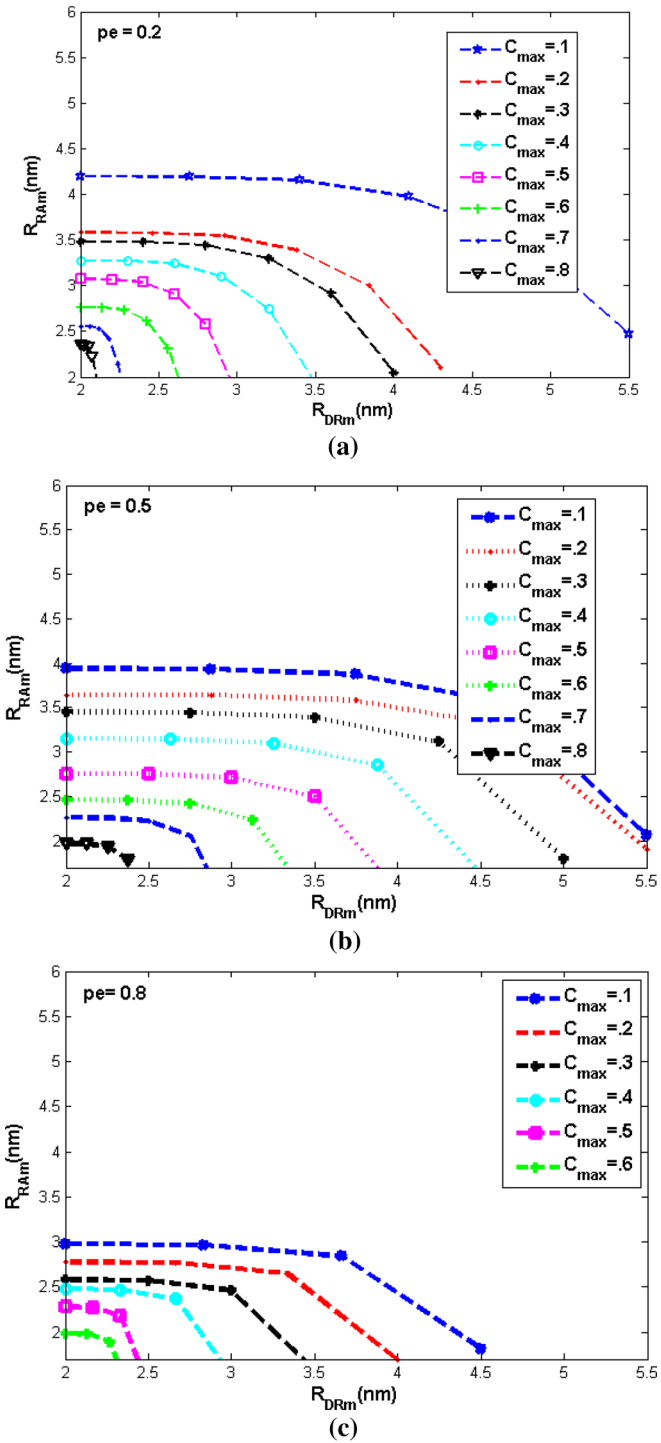 pe = 0.2
C_max=.1
C_max=.2
C_max=.3
C_max=.4
C_max=.5
C_max=.6
C_max=.7
C_max=.8
6
5.5
5
4.5
4
3.5
3
2.5
2
R_RAm(nm)
2 2.5 3 3.5 4 4.5 5 5.5
R_DRm(nm)
(a)
pe = 0.5
C_max=.1
C_max=.2
C_max=.3
C_max=.4
C_max=.5
C_max=.6
C_max=.7
C_max=.8
6
5.5
5
4.5
4
3.5
3
2.5
2
R_RAm(nm)
2 2.5 3 3.5 4 4.5 5 5.5
R_DRm(nm)
(b)
pe= 0.8
C_max=.1
C_max=.2
C_max=.3
C_max=.4
C_max=.5
C_max=.6
6
5.5
5
4.5
4
3.5
3
2.5
2
R_RAm(nm)
2 2.5 3 3.5 4 4.5 5 5.5
R_DRm(nm)
(c)